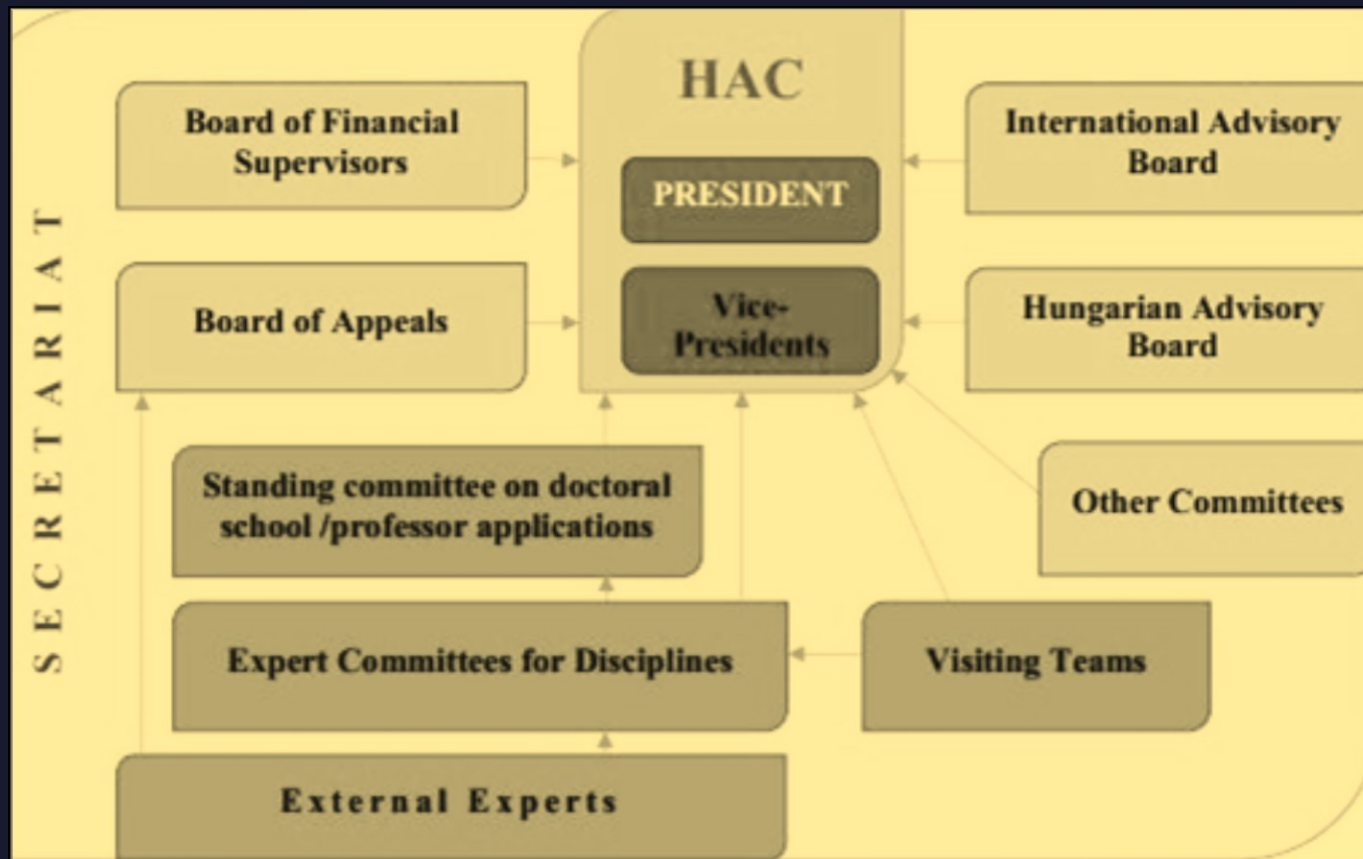 HAC
Board of Financial
Supervisors
PRESIDENT
International Advisory
Board
SECRETARIAT
Board of Appeals
Vice-
Presidents
Hungarian Advisory
Board
Standing committee on doctoral
school /professor applications
Other Committees
Expert Committees for Disciplines
Visiting Teams
External Experts